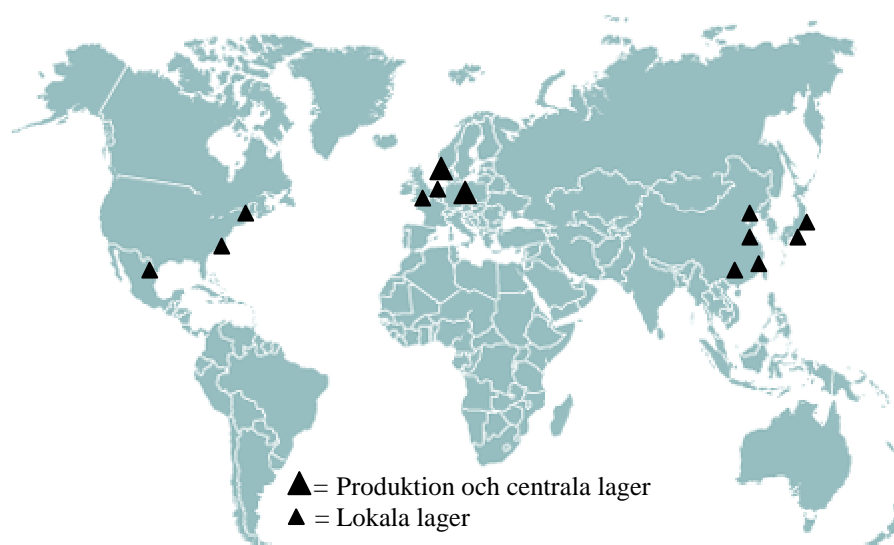 = Produktion och centrala lager
= Lokala lager